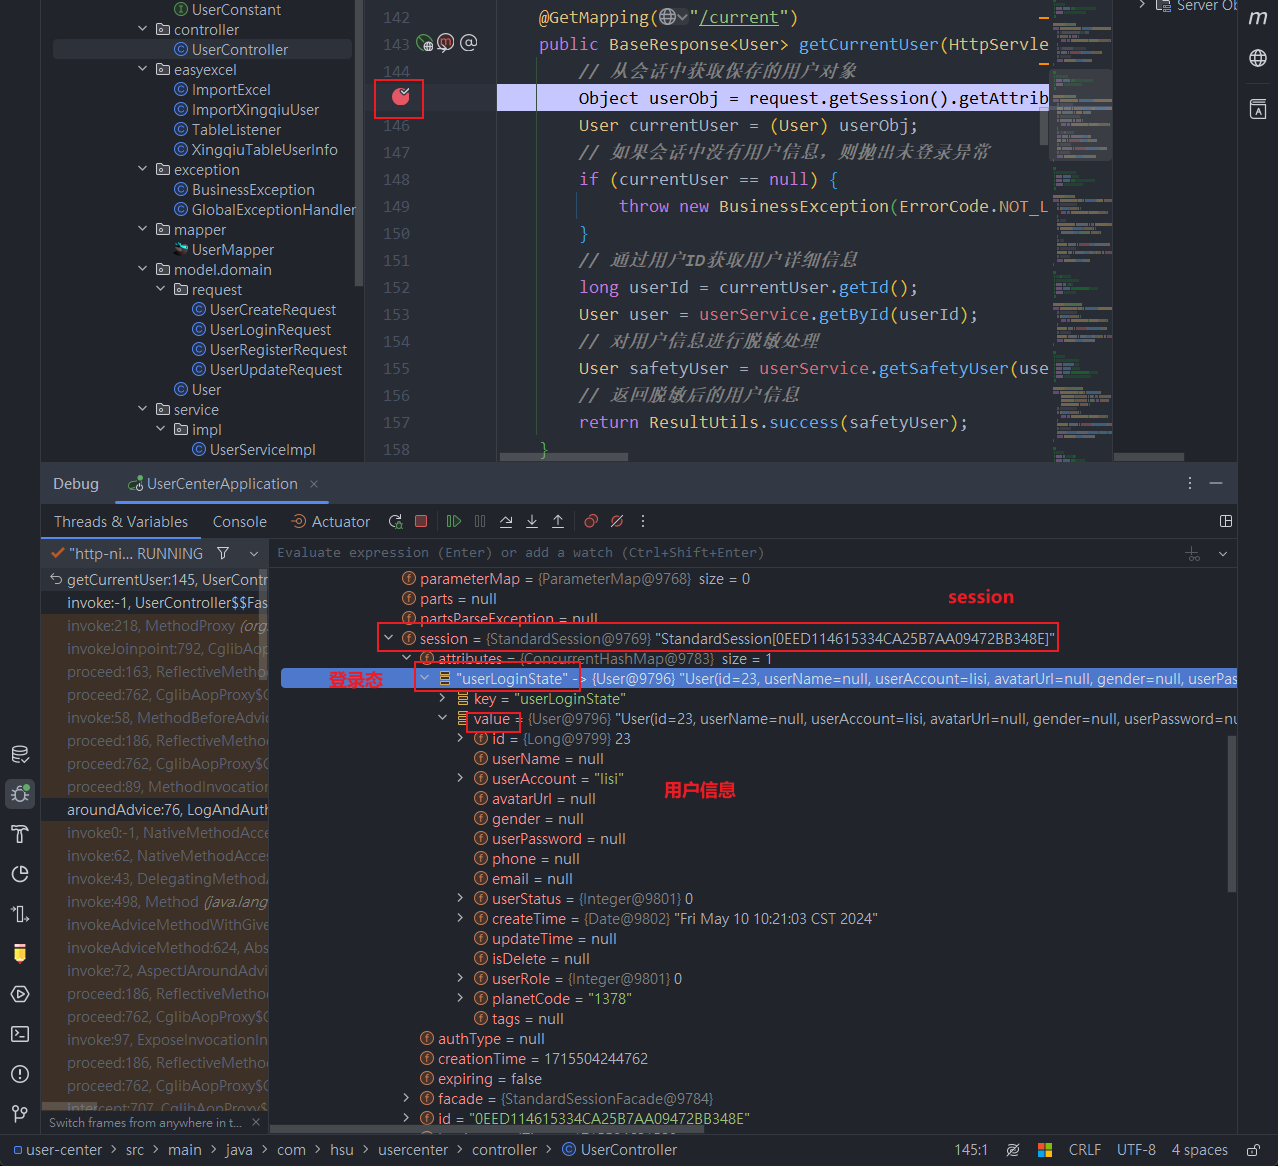 UserConstant
controller
UserController
easyexcel
ImportExcel
ImportXingqiuUser
TableListener
XingqiuTableUserInfo
exception
BusinessException
GlobalExceptionHandler
mapper
UserMapper
model.domain
request
UserCreateRequest
UserLoginRequest
UserRegisterRequest
UserUpdateRequest
User
service
impl
UserServiceImpl
142 @GetMapping("/current")
143 public BaseResponse<User> getCurrentUser(HttpServle
144 // 从会话中获取保存的用户对象
Object userObj = request.getSession().getAttrib
146 User currentUser = (User) userObj;
147 // 如果会话中没有用户信息，则抛出未登录异常
148 if (currentUser == null) {
149 throw new BusinessException(ErrorCode.NOT_L
150 }
151 // 通过用户ID获取用户详细信息
152 long userId = currentUser.getId();
153 User user = userService.getById(userId);
154 // 对用户信息进行脱敏处理
155 User safetyUser = userService.getSafetyUser(use
156 // 返回脱敏后的用户信息
157 return ResultUtils.success(safetyUser);
158 }
Server Ob
Debug UserCenterApplication
Threads & Variables Console Actuator
"http-ni... RUNNING
Evaluate expression (Enter) or add a watch (Ctrl+Shift+Enter)
getCurrentUser:145, UserContr
invoke:-1, UserController$$Fas
invoke:218, MethodProxy (org.
invokeJoinpoint:792, CglibAop
proceed:163, ReflectiveMethod
proceed:762, CglibAopProxy$C
invoke:58, MethodBeforeAdvic
proceed:186, ReflectiveMethod
proceed:762, CglibAopProxy$C
proceed:89, MethodInvocation
aroundAdvice:76, LogAndAuth
invoke0:-1, NativeMethodAcce
invoke:62, NativeMethodAcces
invoke:43, DelegatingMethodA
invoke:498, Method (java.lang
invokeAdviceMethodWithGive
invokeAdviceMethod:624, Abs
invoke:72, AspectJAroundAdvi
proceed:186, ReflectiveMethod
proceed:762, CglibAopProxy$C
invoke:97, ExposeInvocationIn
proceed:186, ReflectiveMethod
proceed:762, CglibAopProxy$C
intercept:707, CglibAopProxy$
Switch frames from anywhere in t...
parameterMap = {ParameterMap@9768} size = 0
parts = null
partsParseException = null
session
session = {StandardSession@9769} "StandardSession[0EED114615334CA25B7AA09472BB348E]"
attributes = {ConcurrentHashMap@9783} size = 1
登录态
"userLoginState" -> {User@9796} "User(id=23, userName=null, userAccount=lisi, avatarUrl=null, gender=null, userPas
key = "userLoginState"
value = {User@9796} "User(id=23, userName=null, userAccount=lisi, avatarUrl=null, gender=null, userPassword=nu
id = {Long@9799} 23
userName = null
userAccount = "lisi"
用户信息
avatarUrl = null
gender = null
userPassword = null
phone = null
email = null
userStatus = {Integer@9801} 0
createTime = {Date@9802} "Fri May 10 10:21:03 CST 2024"
updateTime = null
isDelete = null
userRole = {Integer@9801} 0
planetCode = "1378"
tags = null
authType = null
creationTime = 1715504244762
expiring = false
facade = {StandardSessionFacade@9784}
id = "0EED114615334CA25B7AA09472BB348E"
user-center > src > main > java > com > hsu > usercenter > controller > UserController
145:1 CRLF UTF-8 4 spaces